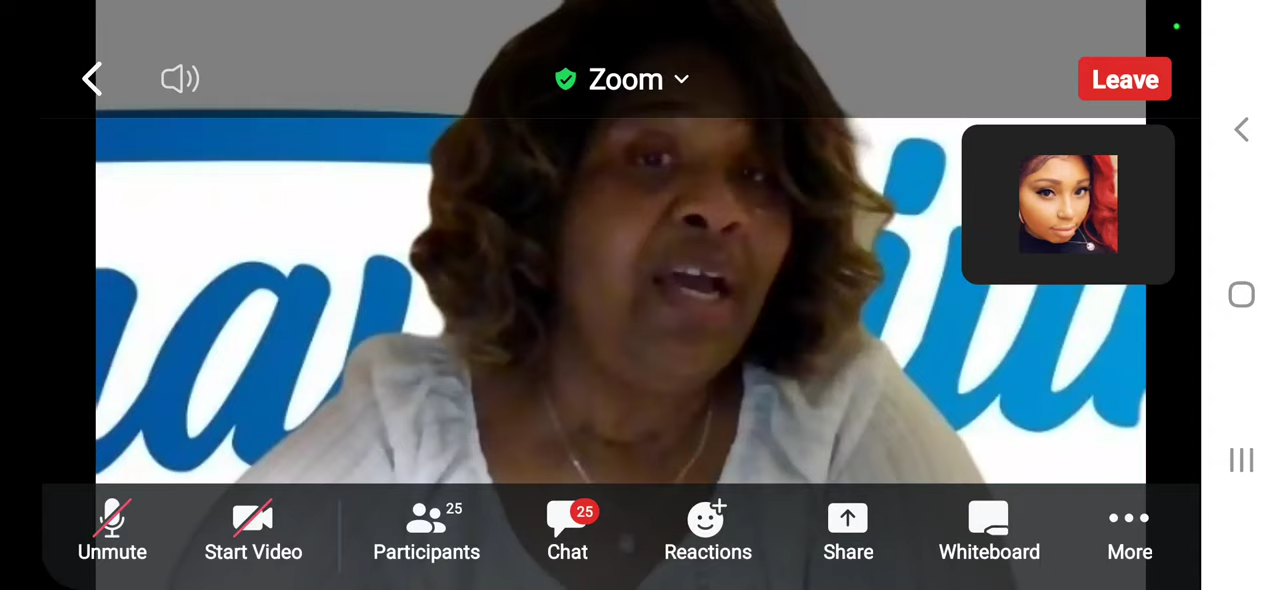 Zoom
Leave
25
25
Unmute
Start Video
Participants
Chat
Reactions
Share
Whiteboard
More